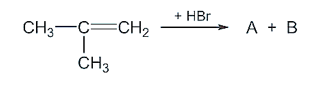 + HBr
CH₃—C=CH₂ → A + B
CH₃